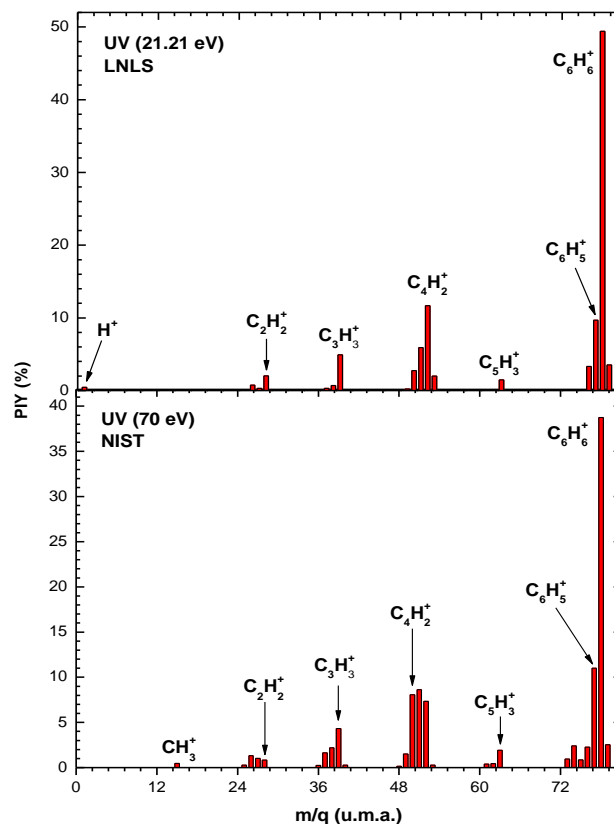 50
UV (21.21 eV)
LNLS
C₆H₆⁺
40
30
20
C₆H₅⁺
C₄H₂⁺
10
H⁺
C₂H₂⁺
C₃H₃⁺
C₅H₃⁺
0
PIY (%)
40
UV (70 eV)
NIST
C₆H₆⁺
35
30
25
20
C₆H₅⁺
15
C₄H₂⁺
10
C₃H₃⁺
C₂H₂⁺
C₅H₃⁺
5
CH₃⁺
0
0 12 24 36 48 60 72
m/q (u.m.a.)